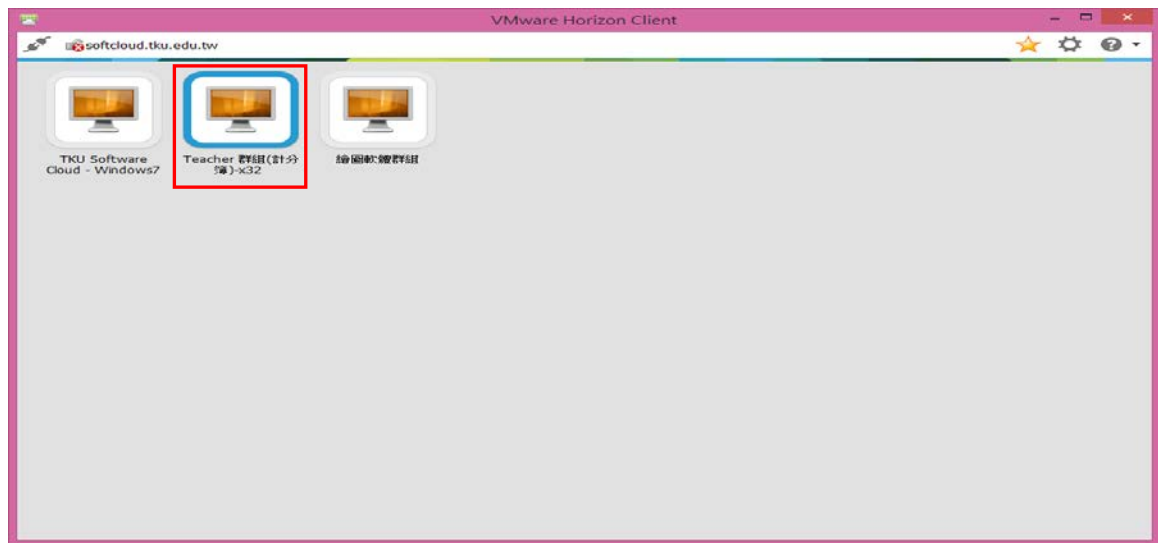 VMware Horizon Client
softcloud.tku.edu.tw
TKU Software
Cloud - Windows7
Teacher 群組(計分
簿)-x32
繪圖軟體群組